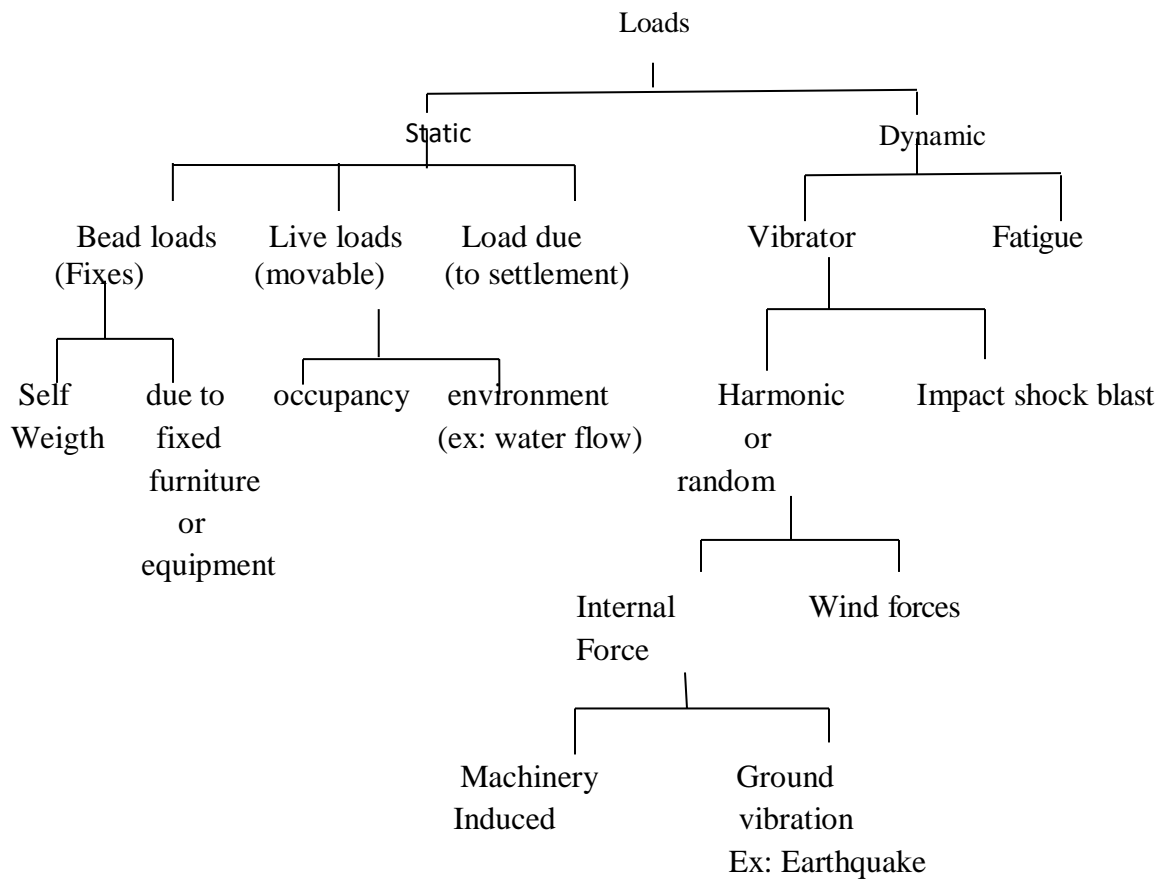 Loads
Static
Dynamic
Bead loads
(Fixes)
Live loads
(movable)
Load due
(to settlement)
Vibrator
Fatigue
Self
Weigth
due to
fixed
furniture
or
equipment
occupancy
environment
(ex: water flow)
Harmonic
or
random
Impact shock blast
Internal
Force
Wind forces
Machinery
Induced
Ground
vibration
Ex: Earthquake